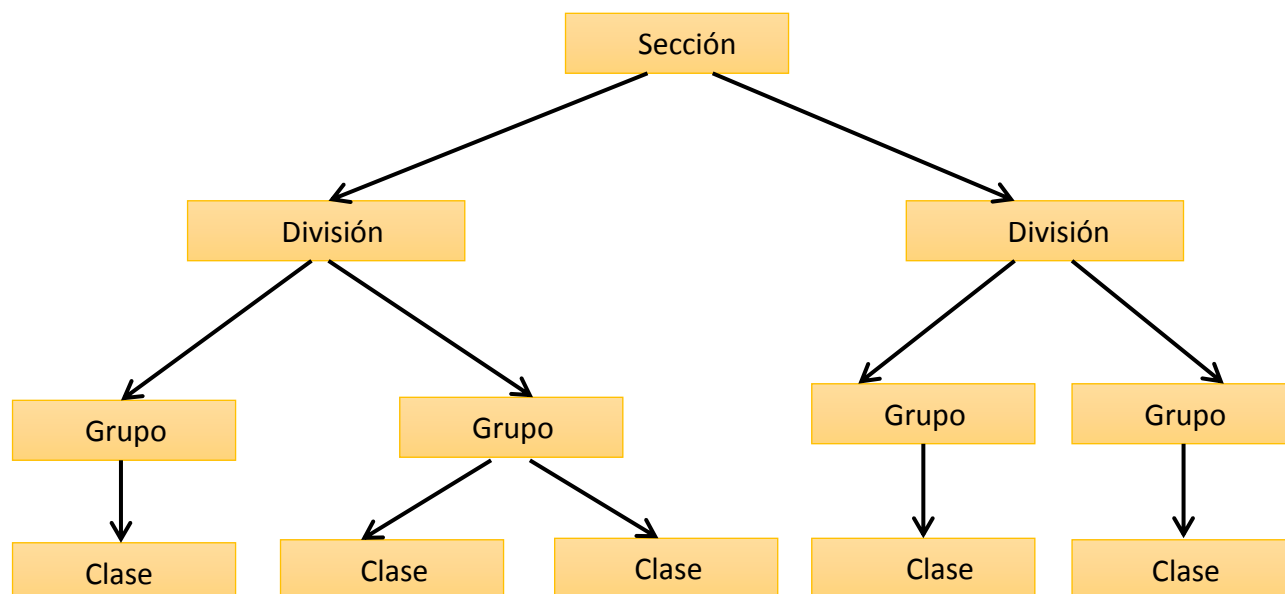 Sección
División
División
Grupo
Grupo
Grupo
Grupo
Clase
Clase
Clase
Clase
Clase